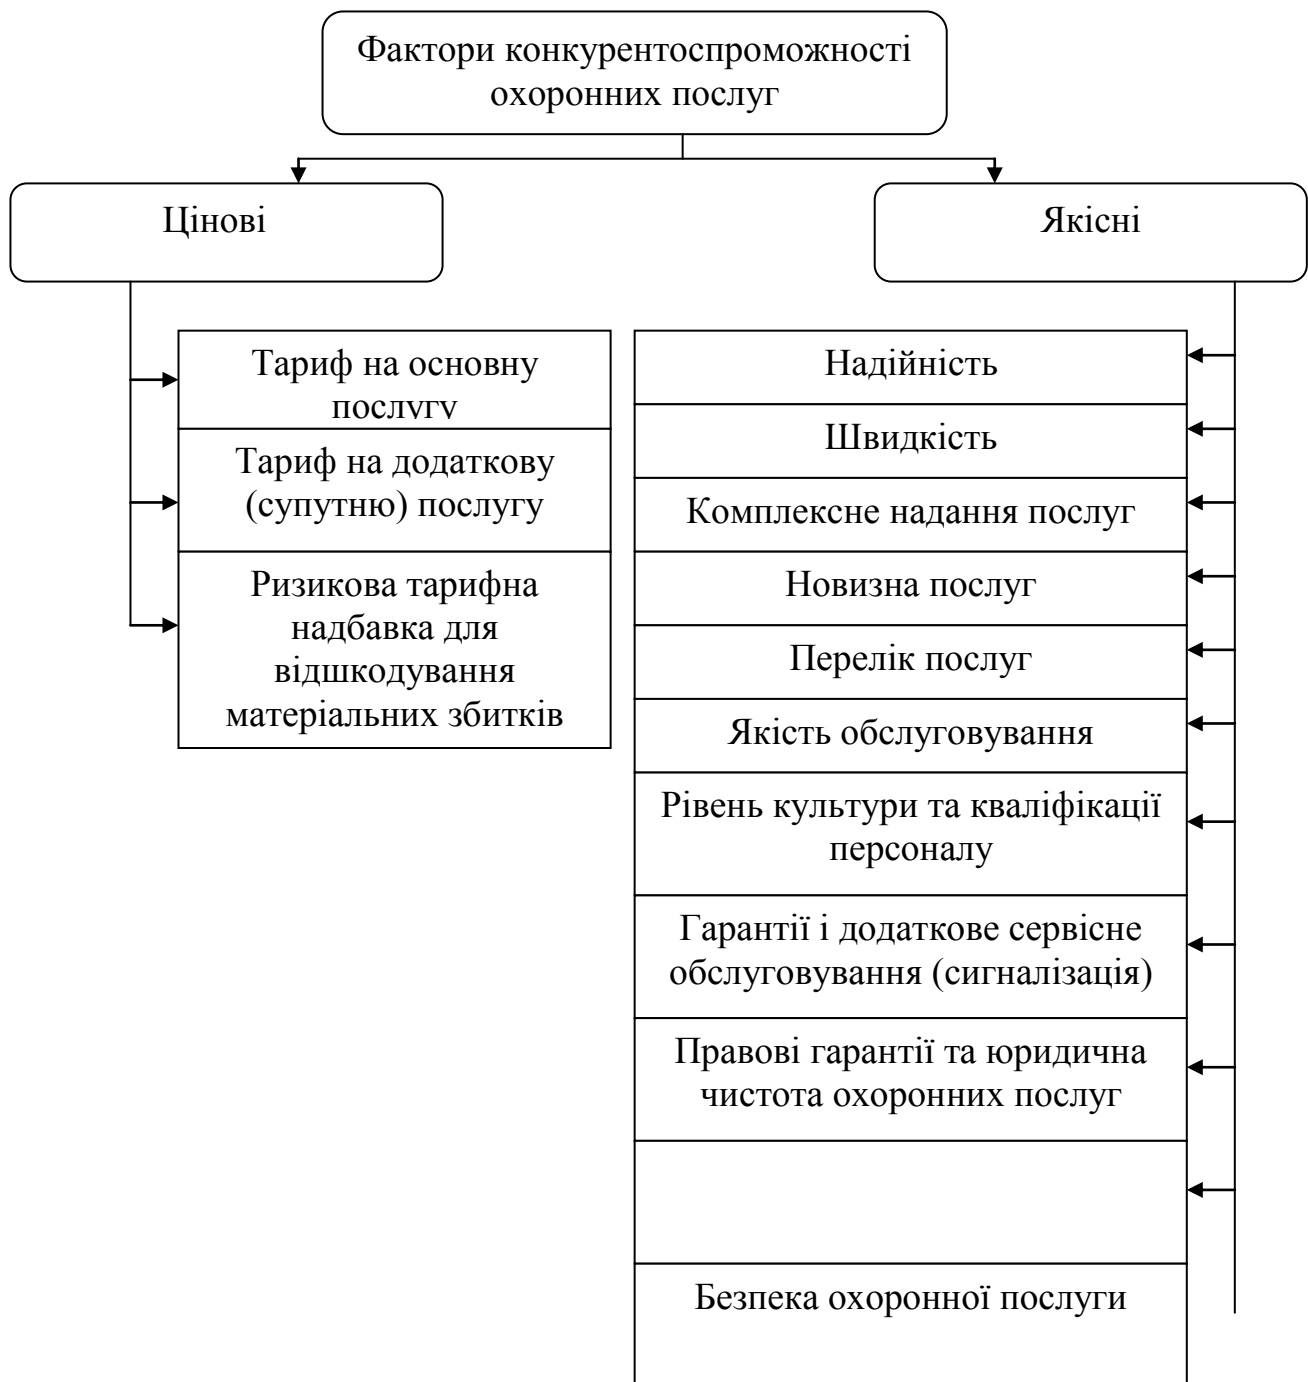 Фактори конкурентоспроможності
охоронних послуг
Цінові
Якісні
Тариф на основну
послугу
Тариф на додаткову
(супутню) послугу
Ризикова тарифна
надбавка для
відшкодування
матеріальних збитків
Надійність
Швидкість
Комплексне надання послуг
Новизна послуг
Перелік послуг
Якість обслуговування
Рівень культури та кваліфікації
персоналу
Гарантії і додаткове сервісне
обслуговування (сигналізація)
Правові гарантії та юридична
чистота охоронних послуг
Безпека охоронної послуги